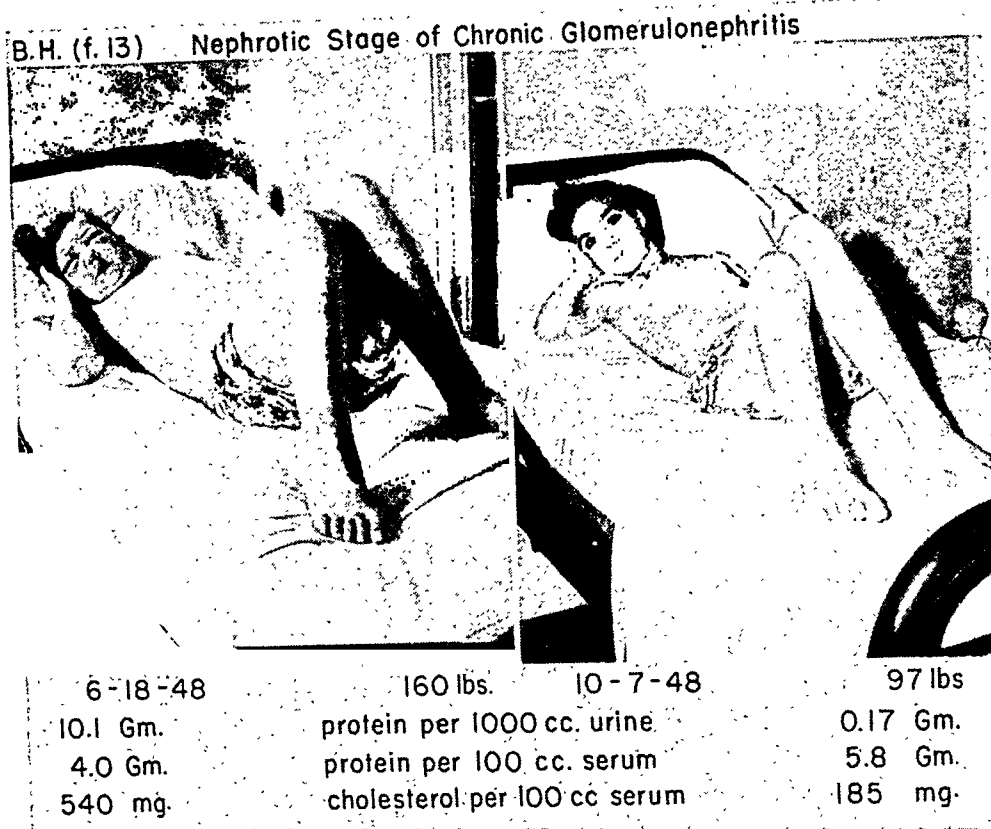 B.H. (f. 13) Nephrotic Stage of Chronic Glomerulonephritis
6-18-48 160 lbs. 10-7-48 97 lbs
10.1 Gm. protein per 1000 cc. urine 0.17 Gm.
4.0 Gm. protein per 100 cc. serum 5.8 Gm.
540 mg. cholesterol per 100 cc serum 185 mg.